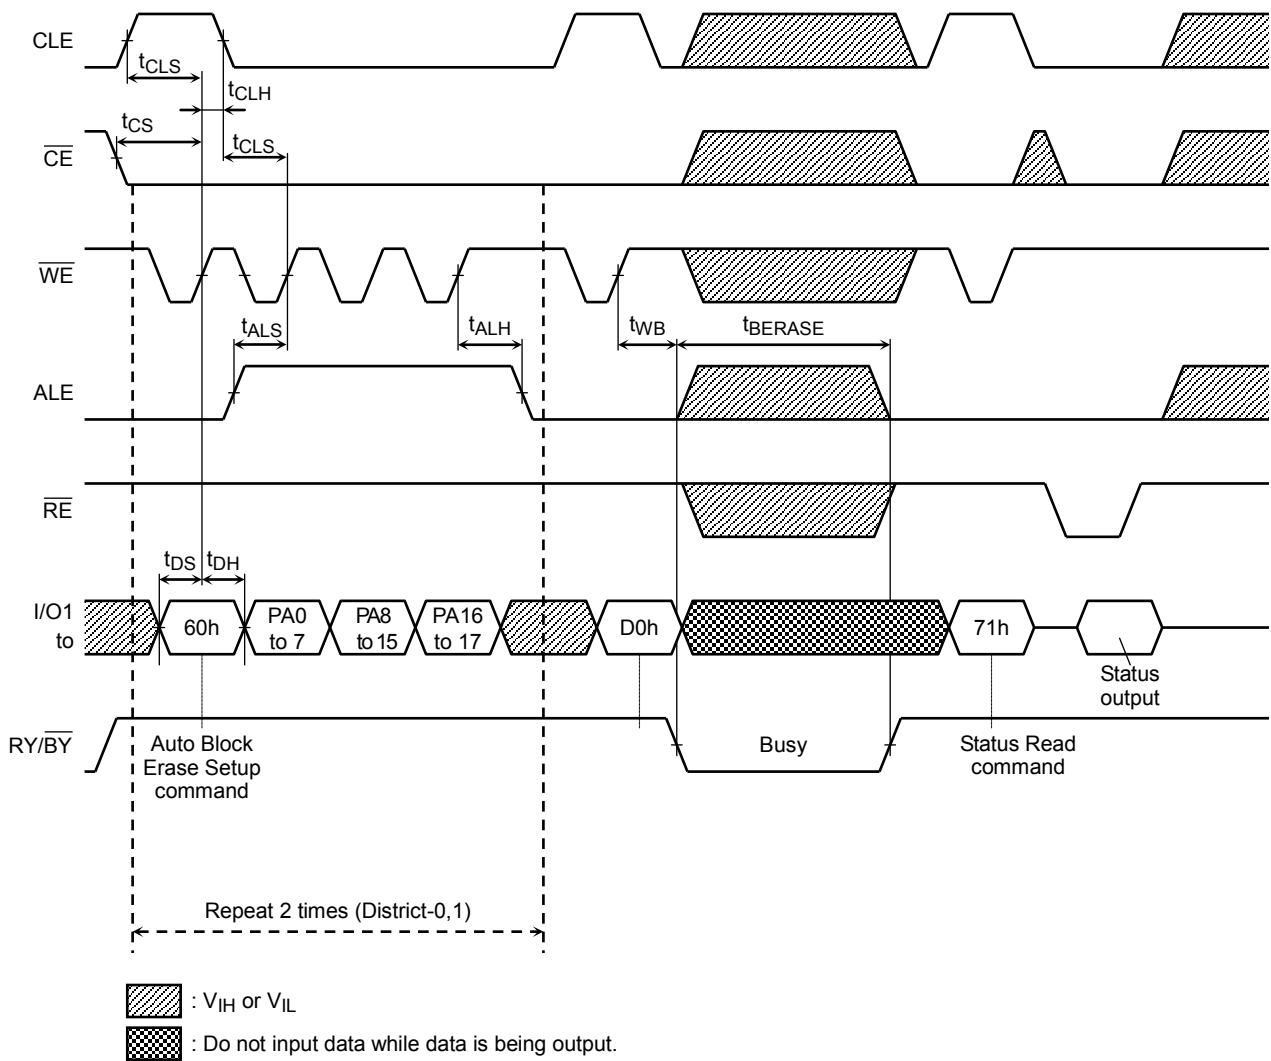 CLE
tCLS
tCLH
tCS
tCLS
CE
WE
tALS
tALH
tWB
tBERASE
ALE
RE
tDS
tDH
I/O1
to
60h
PA0
to 7
PA8
to 15
PA16
to 17
D0h
71h
Status
output
RY/BY
Auto Block
Erase Setup
command
Busy
Status Read
command
Repeat 2 times (District-0,1)
: VIH or VIL
: Do not input data while data is being output.